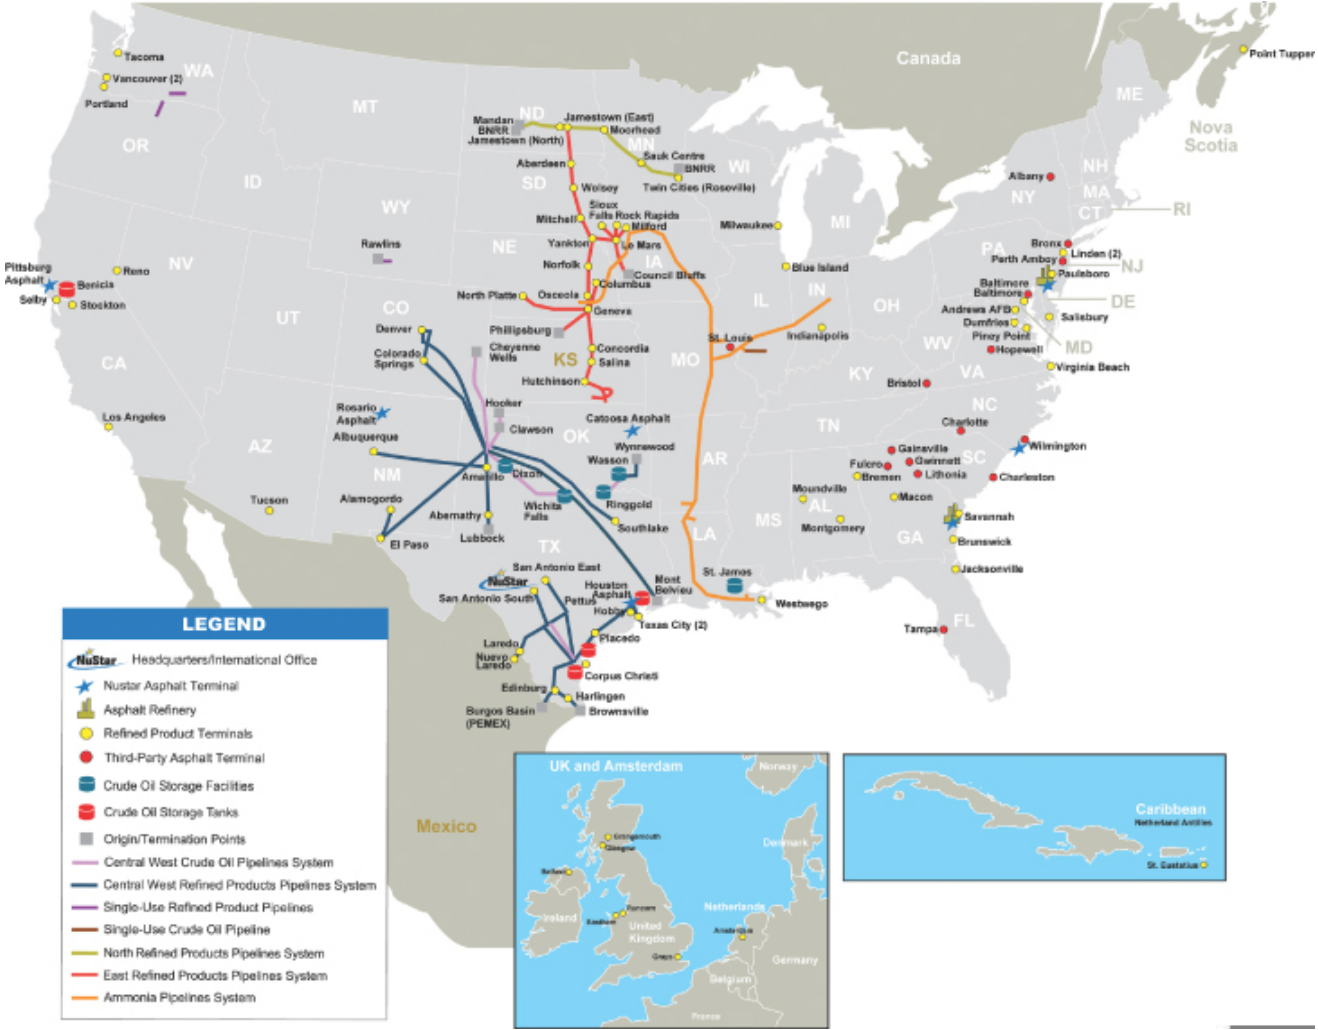 Canada
Point Tupper
Nova
Scotia
Tacoma
WA
Vancouver (2)
Portland
OR
MT
ID
WY
NV
UT
CO
CA
AZ
NM
ND
SD
NE
MN
WI
MI
IA
IL
IN
OH
KS
MO
KY
WV
VA
OK
AR
TN
NC
SC
TX
LA
MS
AL
GA
FL
PA
NY
ME
NH
MA
CT
RI
NJ
DE
MD
Mandan
BNRR
Jamestown (North)
Jamestown (East)
Moorhead
Sauk Centre
BNRR
Twin Cities (Roseville)
Aberdeen
Wolsey
Sioux
Falls
Rock Rapids
Mitchell
Milford
Yankton
Le Mars
Norfolk
Council Bluffs
Columbus
North Platte
Osceola
Geneva
Phillipsburg
Concordia
Salina
Hutchinson
Milwaukee
Blue Island
Indianapolis
St. Louis
Albany
Bronx
Linden (2)
Perth Amboy
Paulsboro
Baltimore
Baltimore
Andrews AFB
Salisbury
Dumfries
Piney Point
Hopewell
Virginia Beach
Bristol
Charlotte
Wilmington
Gainsville
Gwinnett
Fulcro
Lithonia
Bremen
Charleston
Macon
Moundville
Montgomery
Savannah
Brunswick
Jacksonville
Tampa
Rawlins
Pittsburg
Asphalt
Reno
Benicia
Selby
Stockton
Los Angeles
Tucson
Denver
Colorado
Springs
Cheyenne
Wells
Hooker
Clawson
Rosario
Asphalt
Albuquerque
Catoosa Asphalt
Wynnewood
Wasson
Dixon
Amarillo
Ringgold
Wichita
Falls
Alamogordo
Abernathy
Southlake
El Paso
Lubbock
San Antonio East
NuStar
Houston
Asphalt
Mont
Belvieu
St. James
San Antonio South
Pettus
Hobby
Westwego
Texas City (2)
Placedo
Laredo
Nuevo
Laredo
Corpus Christi
Edinburg
Harlingen
Burgos Basin
(PEMEX)
Brownsville
Mexico
LEGEND
NuStar Headquarters/International Office
Nustar Asphalt Terminal
Asphalt Refinery
Refined Product Terminals
Third-Party Asphalt Terminal
Crude Oil Storage Facilities
Crude Oil Storage Tanks
Origin/Termination Points
Central West Crude Oil Pipelines System
Central West Refined Products Pipelines System
Single-Use Refined Product Pipelines
Single-Use Crude Oil Pipeline
North Refined Products Pipelines System
East Refined Products Pipelines System
Ammonia Pipelines System
UK and Amsterdam
Norway
Grangemouth
Glasgow
Denmark
Belfast
Runcorn
Eastham
Ireland
United
Kingdom
Netherlands
Amsterdam
Grays
Germany
Belgium
France
Caribbean
Netherland Antilles
St. Eustatius